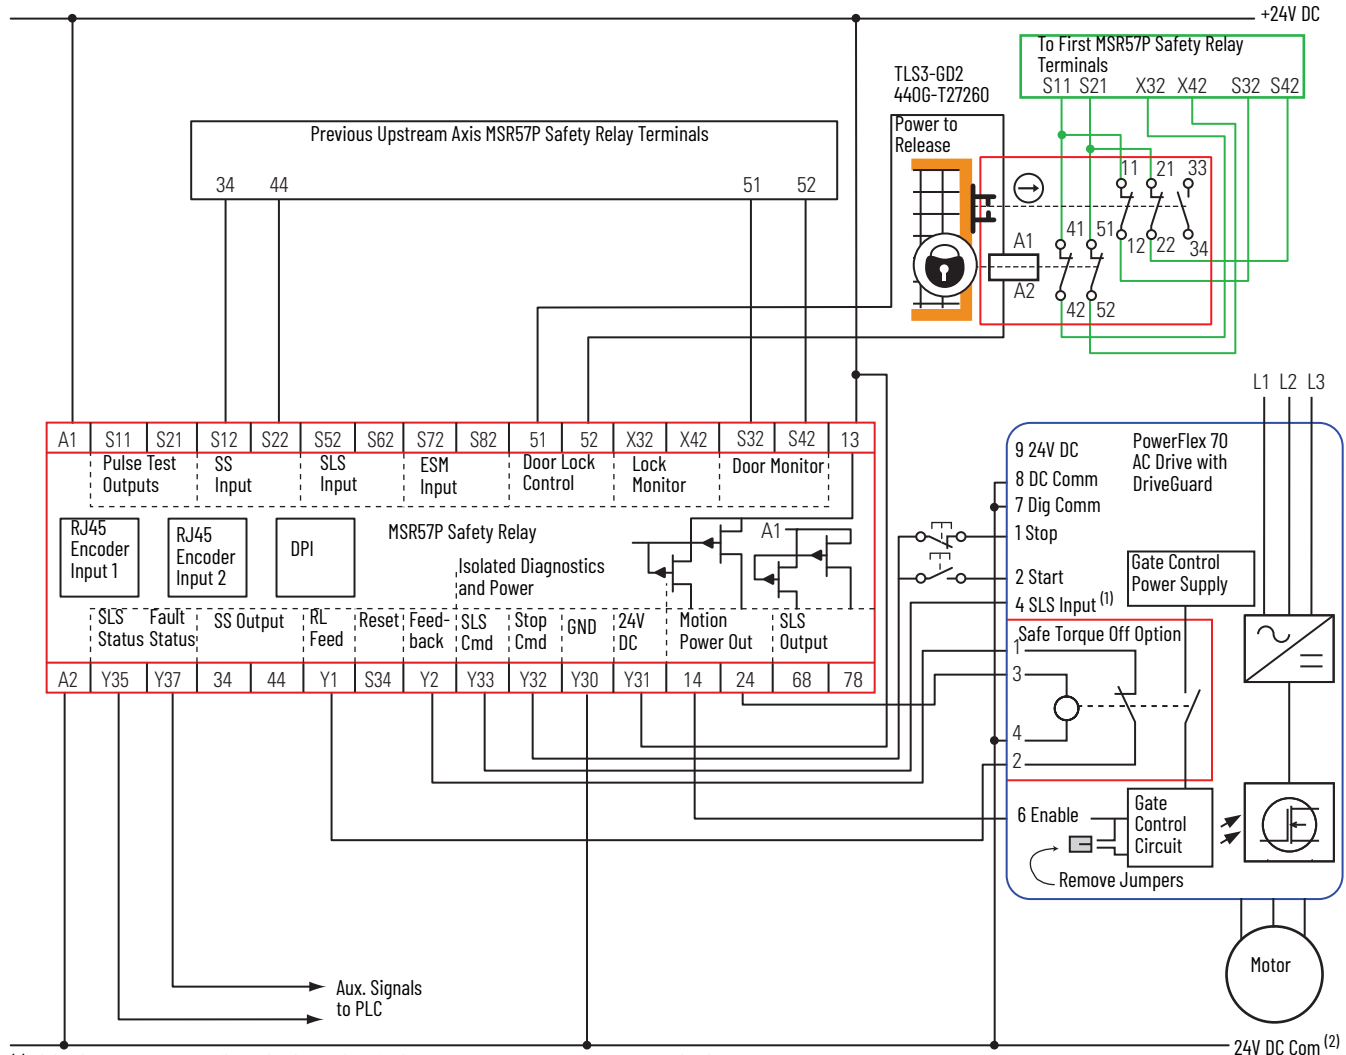 +24V DC
To First MSR57P Safety Relay
Terminals
S11 S21 X32 X42 S32 S42
TLS3-GD2
440G-T27260
Power to
Release
Previous Upstream Axis MSR57P Safety Relay Terminals
34 44 51 52
11 21 33
41 51
12 22 34
A1
A2
42 52
L1 L2 L3
A1 S11 S21 S12 S22 S52 S62 S72 S82 51 52 X32 X42 S32 S42 13
Pulse Test
Outputs
SS
Input
SLS
Input
ESM
Input
Door Lock
Control
Lock
Monitor
Door Monitor
RJ45
Encoder
Input 1
RJ45
Encoder
Input 2
DPI
MSR57P Safety Relay
A1
Isolated Diagnostics
and Power
SLS
Status
Fault
Status
SS Output
RL
Feed
Reset
Feed-
back
SLS
Cmd
Stop
Cmd
GND
24V
DC
Motion
Power Out
SLS
Output
A2 Y35 Y37 34 44 Y1 S34 Y2 Y33 Y32 Y30 Y31 14 24 68 78
9 24V DC
8 DC Comm
7 Dig Comm
1 Stop
2 Start
4 SLS Input (1)
PowerFlex 70
AC Drive with
DriveGuard
Gate Control
Power Supply
Safe Torque Off Option
1
3
4
2
6 Enable
Gate
Control
Circuit
Remove Jumpers
Motor
Aux. Signals
to PLC
24V DC Com (2)